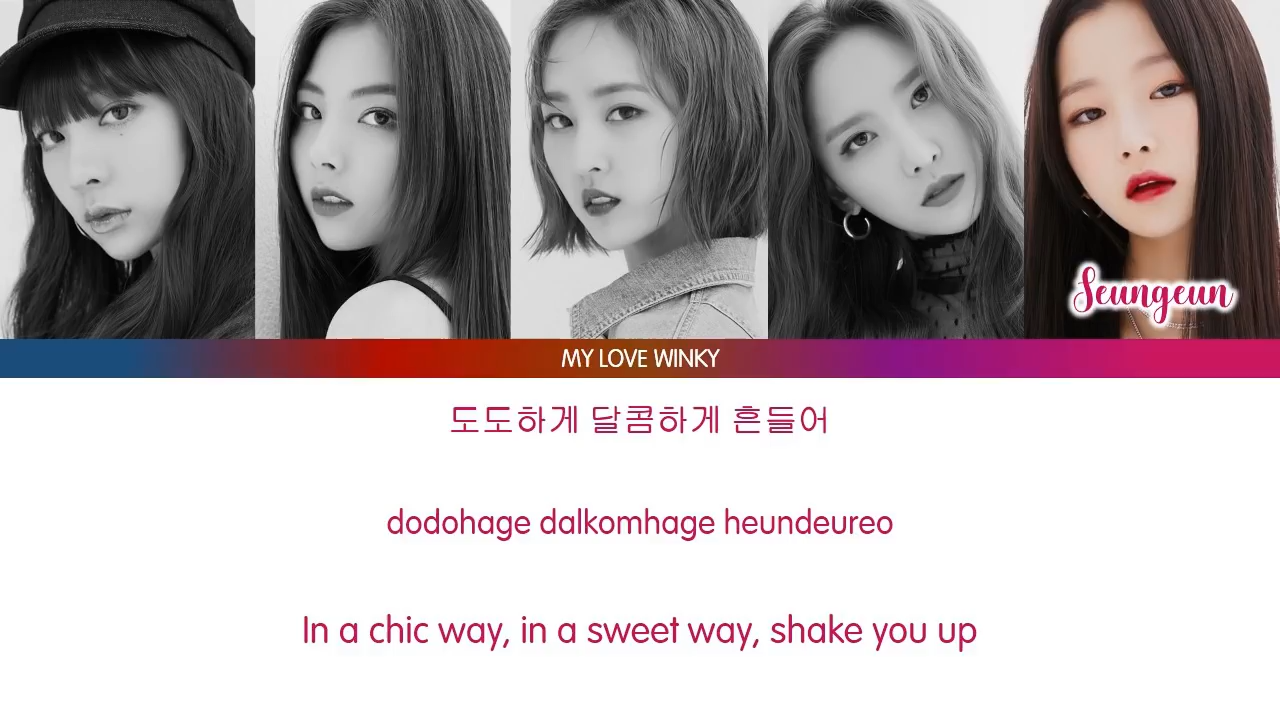 Seungeun
MY LOVE WINKY
도도하게 달콤하게 흔들어
dodohage dalkomhage heundeureo
In a chic way, in a sweet way, shake you up